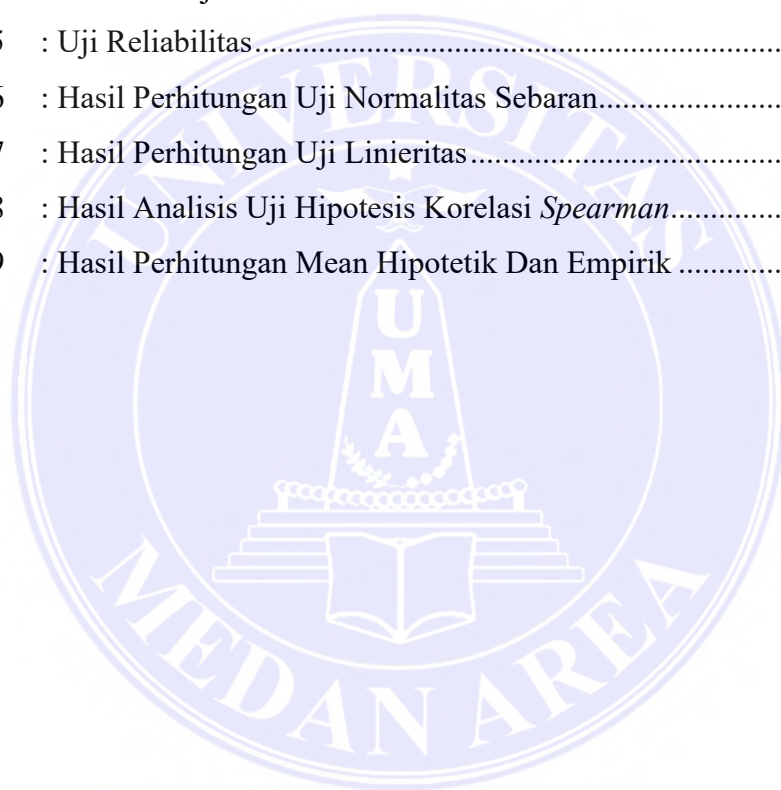 : Uji Reliabilitas
: Hasil Perhitungan Uji Normalitas Sebaran
: Hasil Perhitungan Uji Linieritas
: Hasil Analisis Uji Hipotesis Korelasi Spearman
: Hasil Perhitungan Mean Hipotetik Dan Empirik
UNIVERSITAS
U
M
A
MEDAN AREA